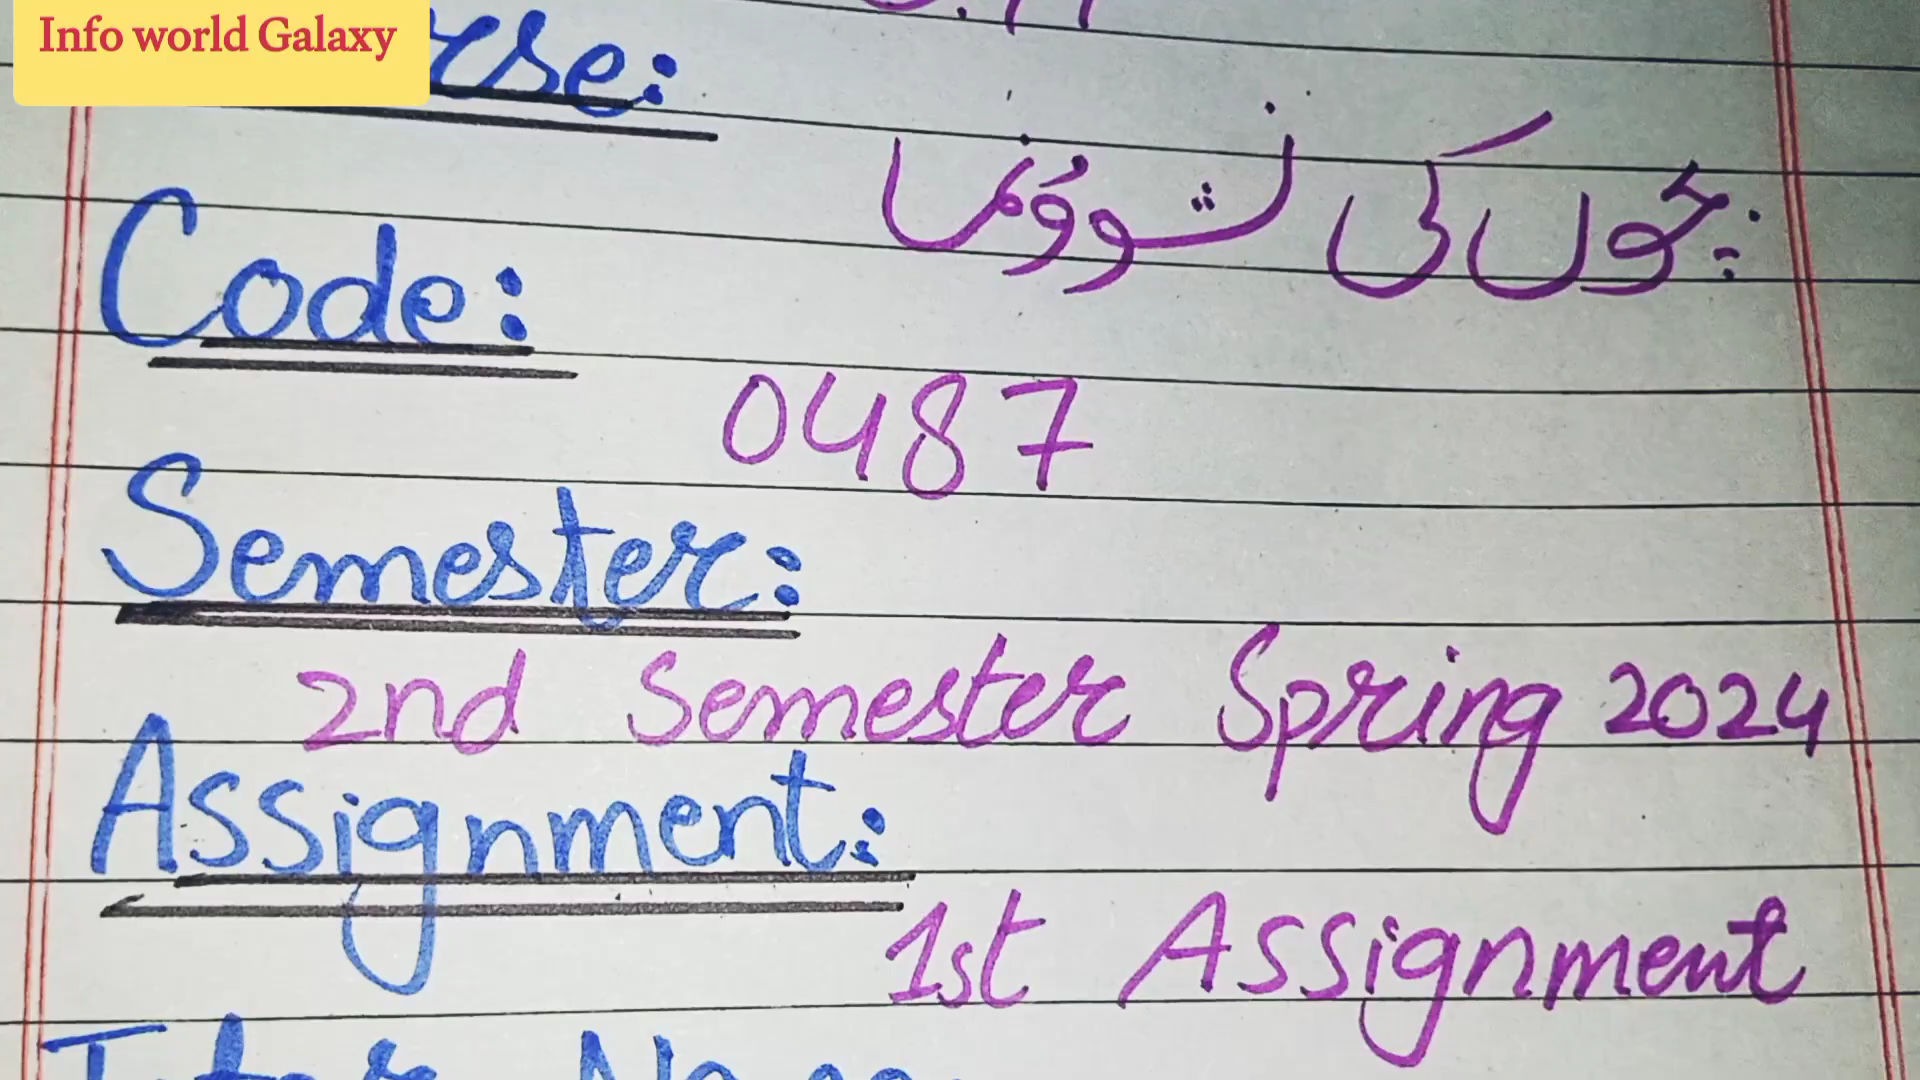 Info world Galaxy
بچوں کی نشوونما
Code:
0487
Semester:
2nd Semester Spring 2024
Assignment:
1st Assignment